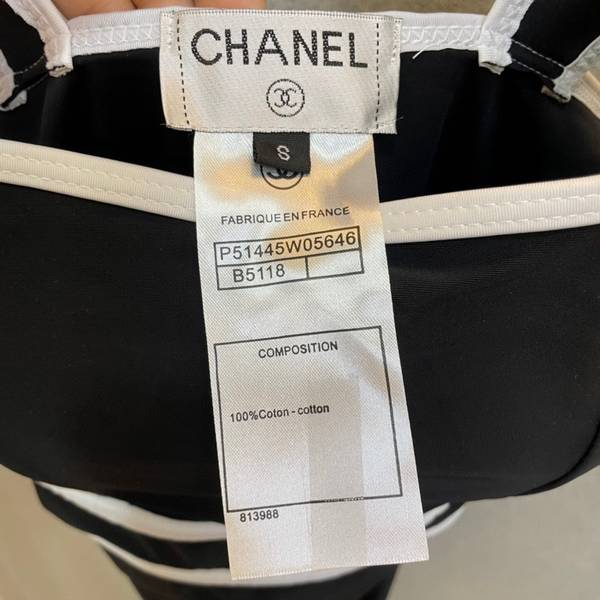 CHANEL
S
FABRIQUE EN FRANCE
P51445W05646
B5118
COMPOSITION
100%Coton - cotton
813988